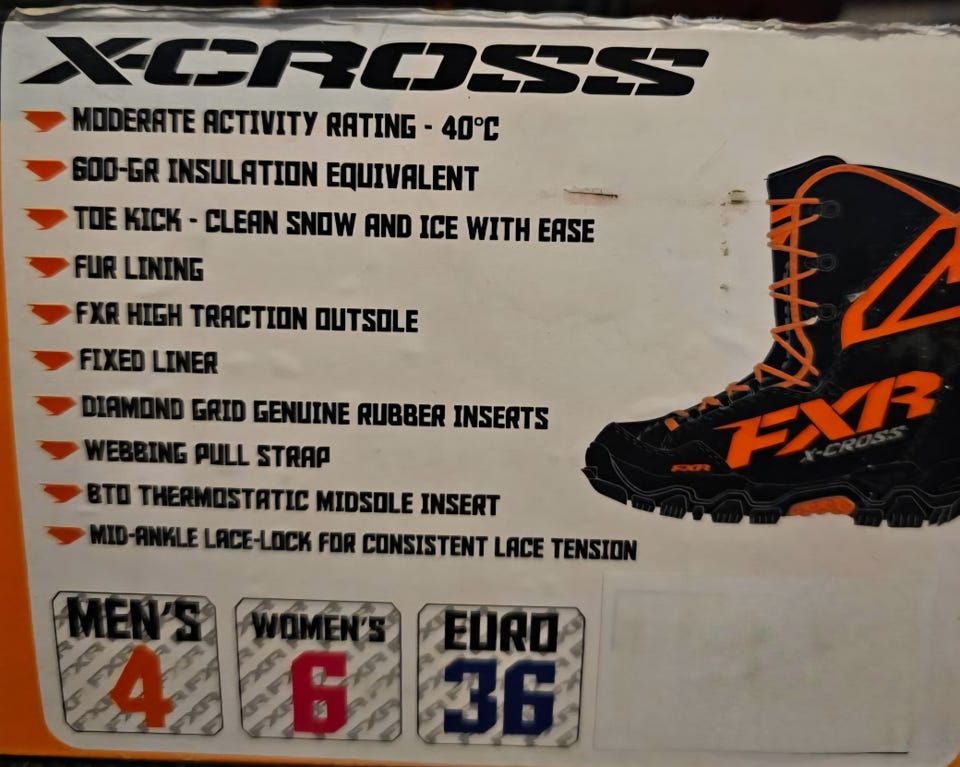 X-CROSS
MODERATE ACTIVITY RATING - 40°C
600-GR INSULATION EQUIVALENT
TOE KICK - CLEAN SNOW AND ICE WITH EASE
FUR LINING
FXR HIGH TRACTION OUTSOLE
FIXED LINER
DIAMOND GRID GENUINE RUBBER INSERTS
WEBBING PULL STRAP
BTO THERMOSTATIC MIDSOLE INSERT
MID-ANKLE LACE-LOCK FOR CONSISTENT LACE TENSION
FXR
X-CROSS
FXR
MEN'S
4
WOMEN'S
6
EURO
36